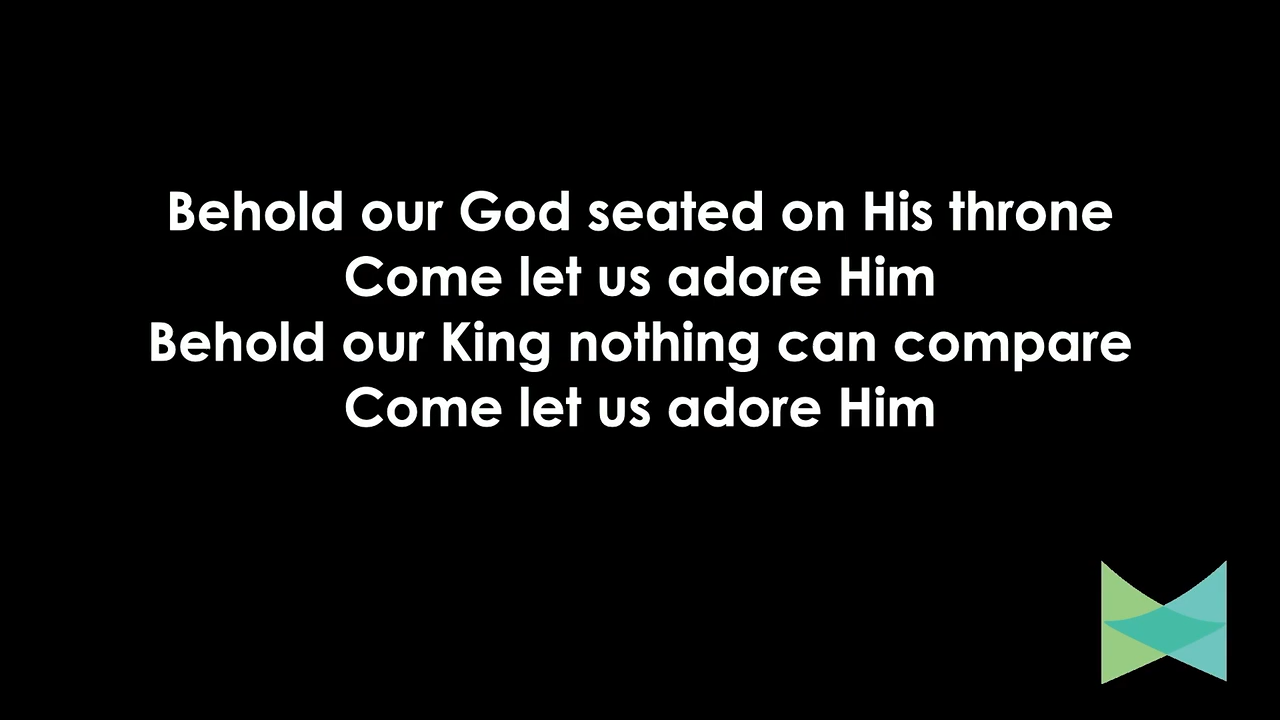 Behold our God seated on His throne
Come let us adore Him
Behold our King nothing can compare
Come let us adore Him